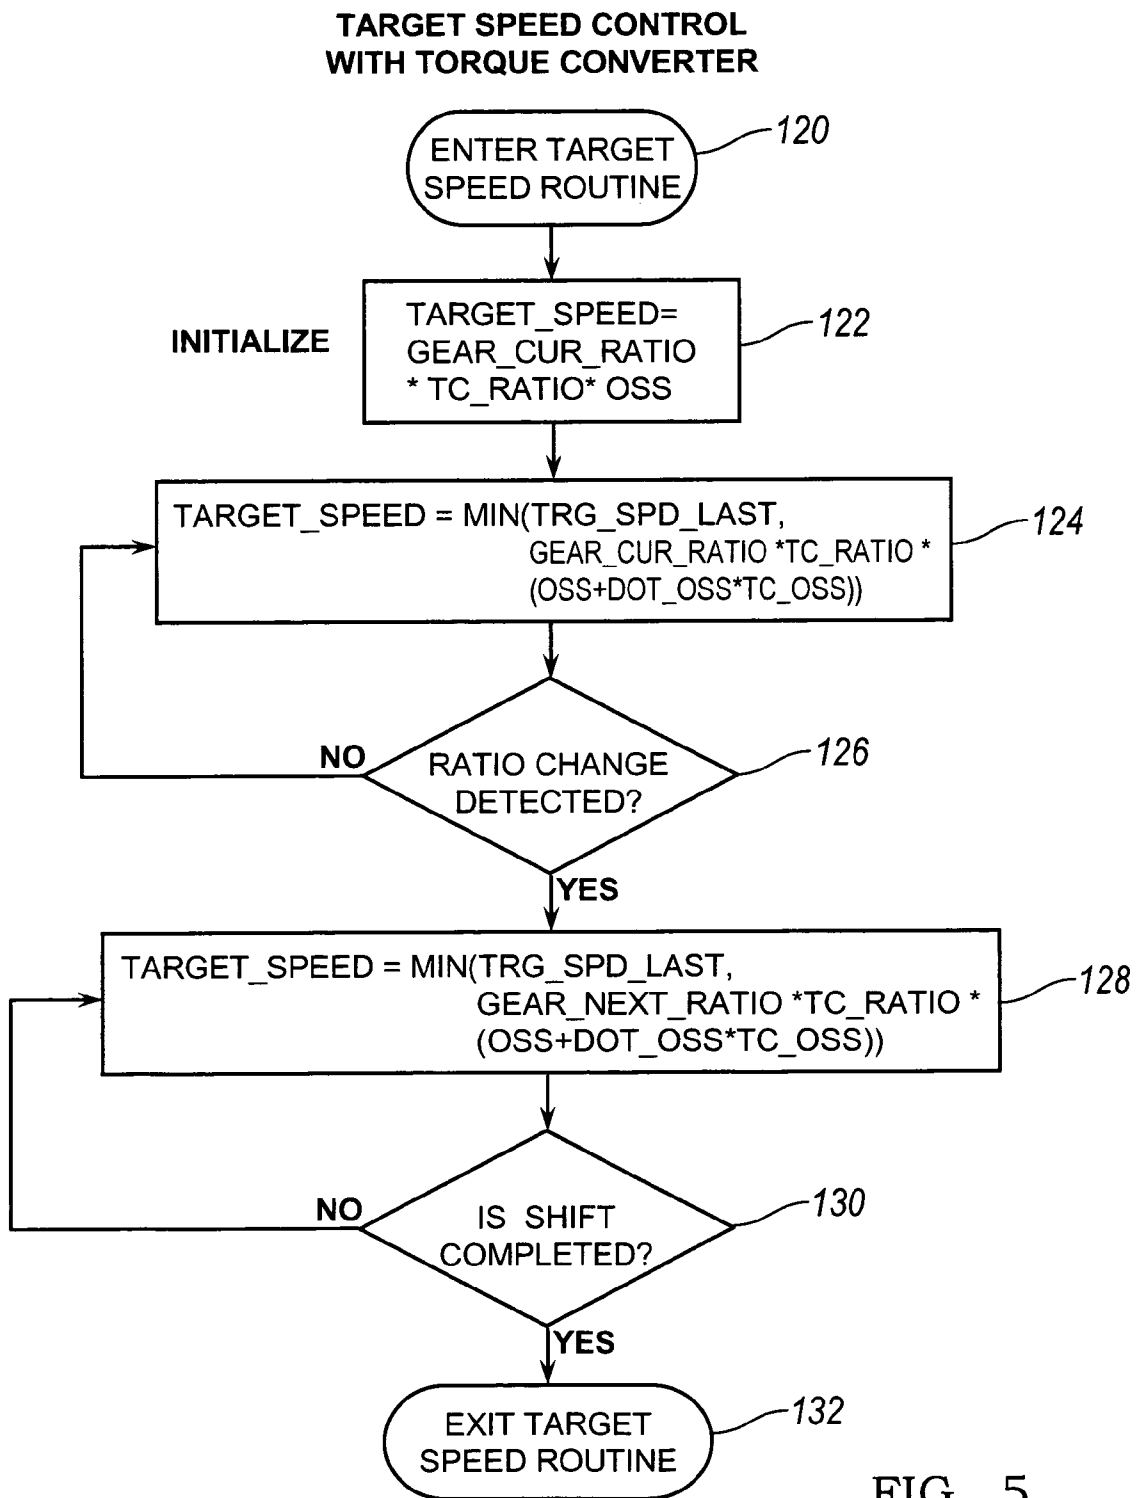 TARGET SPEED CONTROL
WITH TORQUE CONVERTER
ENTER TARGET
SPEED ROUTINE
120
INITIALIZE
TARGET_SPEED=
GEAR_CUR_RATIO
* TC_RATIO* OSS
122
TARGET_SPEED = MIN(TRG_SPD_LAST,
GEAR_CUR_RATIO *TC_RATIO *
(OSS+DOT_OSS*TC_OSS))
124
NO
RATIO CHANGE
DETECTED?
126
YES
TARGET_SPEED = MIN(TRG_SPD_LAST,
GEAR_NEXT_RATIO *TC_RATIO *
(OSS+DOT_OSS*TC_OSS))
128
NO
IS SHIFT
COMPLETED?
130
YES
EXIT TARGET
SPEED ROUTINE
132
FIG. 5